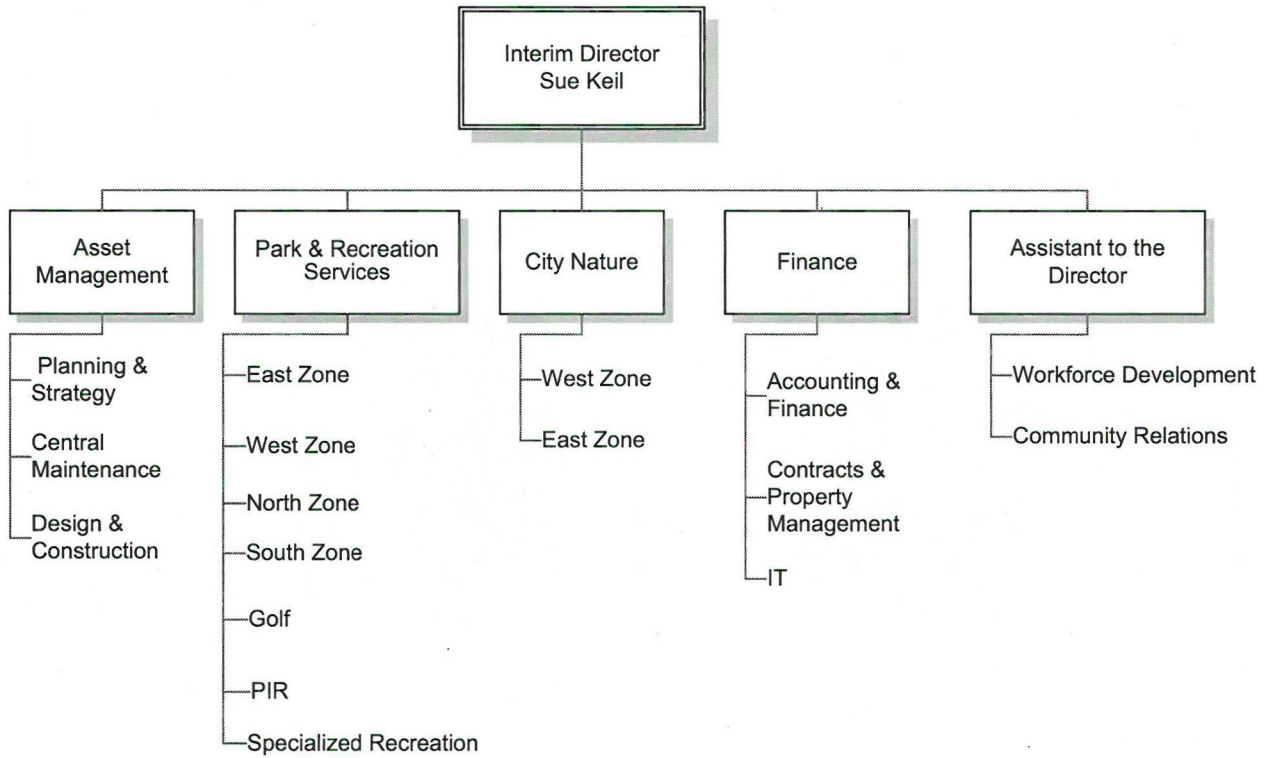 Interim Director
Sue Keil
Asset
Management
Planning &
Strategy
Central
Maintenance
Design &
Construction
Park & Recreation
Services
East Zone
West Zone
North Zone
South Zone
Golf
PIR
Specialized Recreation
City Nature
West Zone
East Zone
Finance
Accounting &
Finance
Contracts &
Property
Management
IT
Assistant to the
Director
Workforce Development
Community Relations